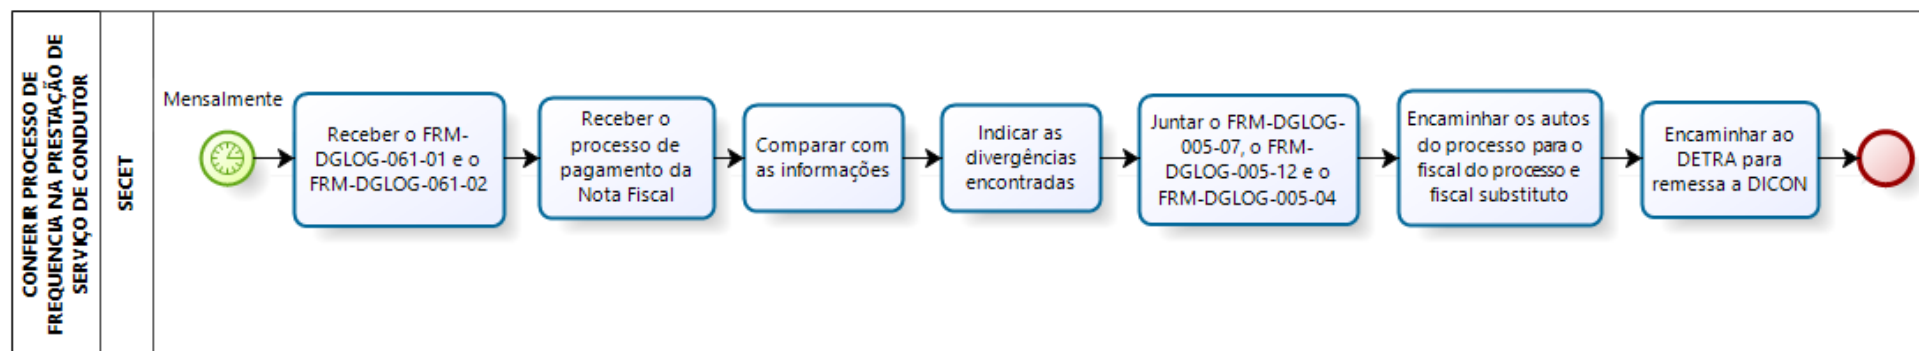 CONFERIR PROCESSO DE
FREQUENCIA NA PRESTAÇÃO DE
SERVIÇO DE CONDUTOR
SECET
Mensalmente
Receber o FRM-
DGLOG-061-01 e o
FRM-DGLOG-061-02
Receber o
processo de
pagamento da
Nota Fiscal
Comparar com
as informações
Indicar as
divergências
encontradas
Juntar o FRM-DGLOG-
005-07, o FRM-
DGLOG-005-12 e o
FRM-DGLOG-005-04
Encaminhar os autos
do processo para o
fiscal do processo e
fiscal substituto
Encaminhar ao
DETRA para
remessa a DICON